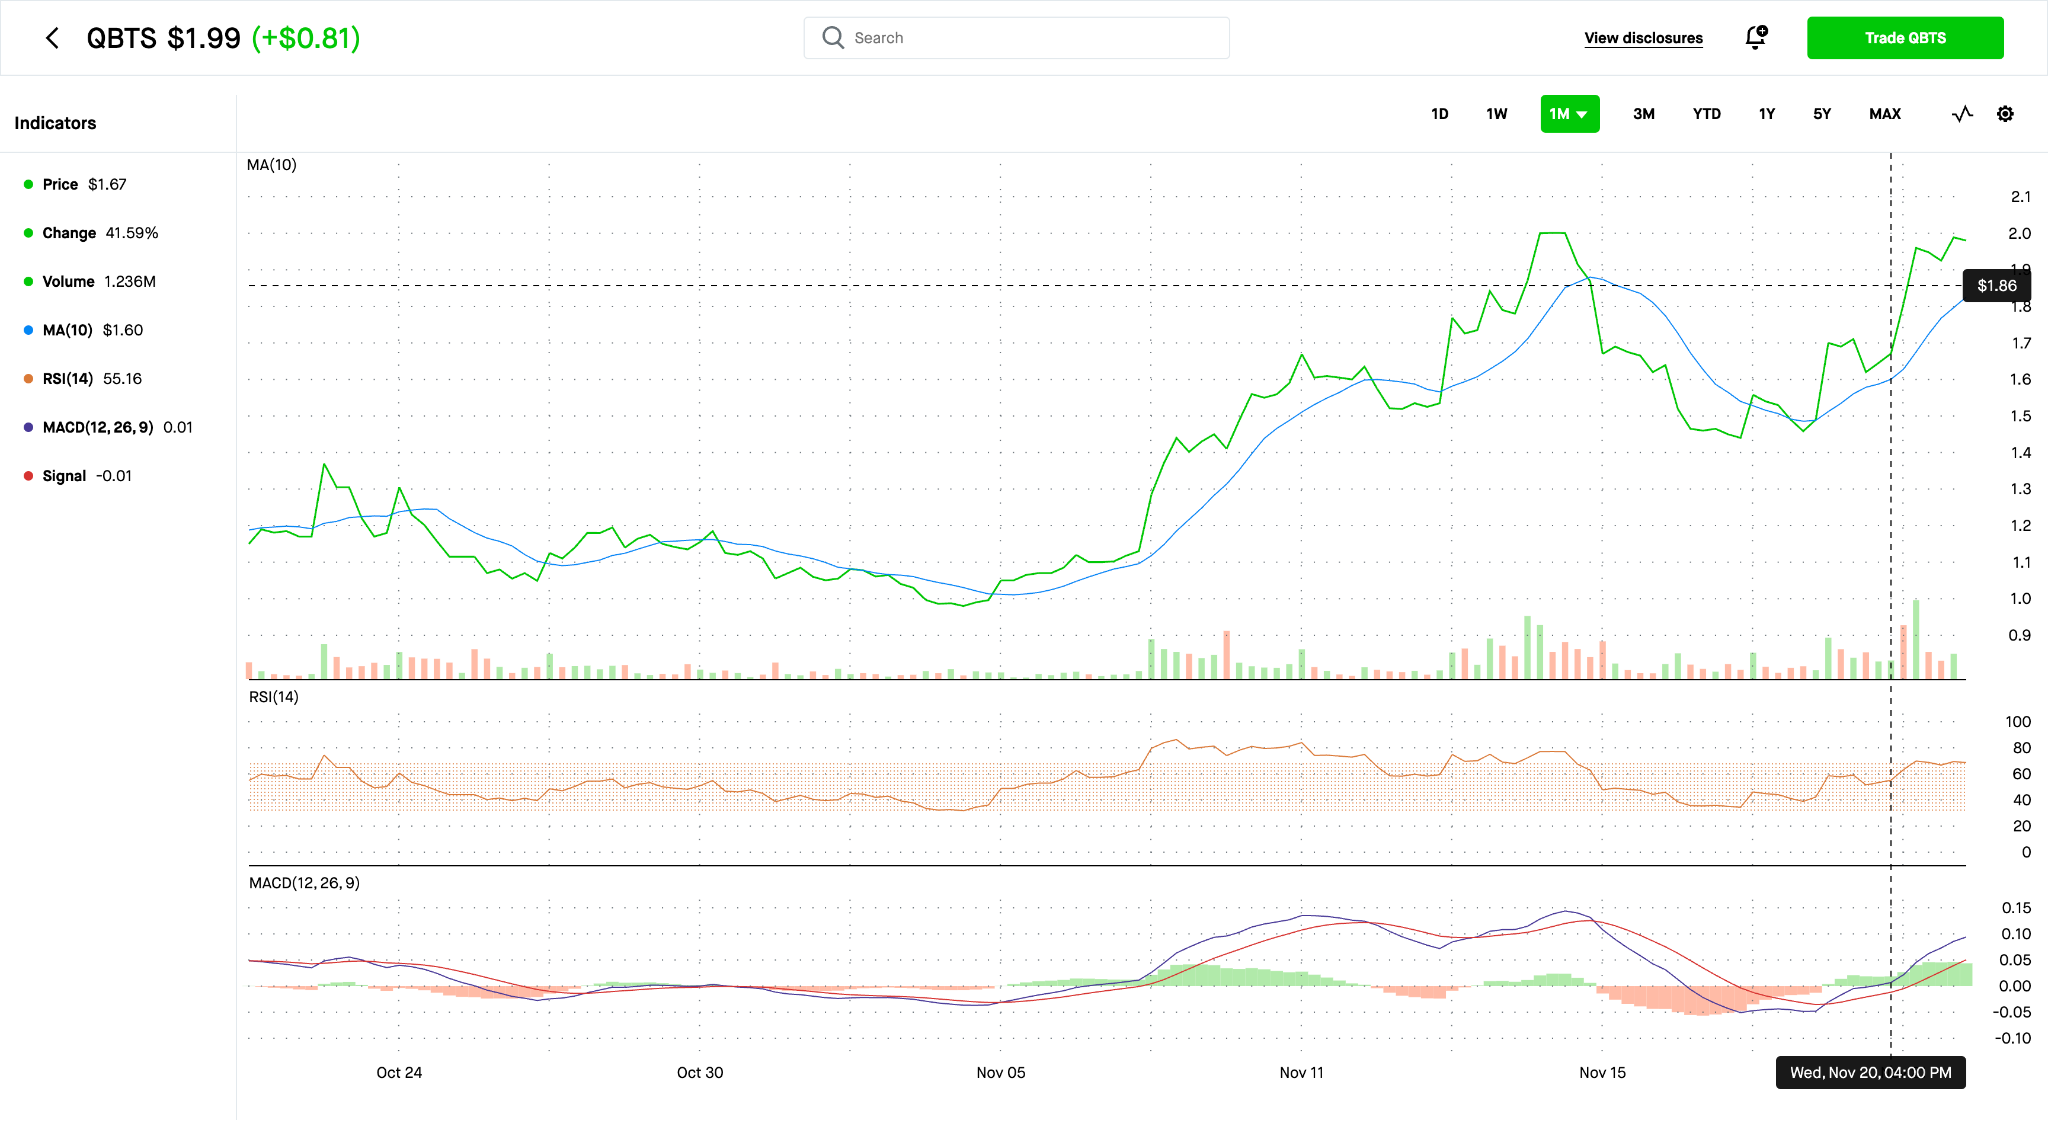 QBTS $1.99 (+$0.81)
Search
View disclosures
Trade QBTS
Indicators
1D 1W 1M 3M YTD 1Y 5Y MAX
Price $1.67
Change 41.59%
Volume 1.236M
MA(10) $1.60
RSI(14) 55.16
MACD(12, 26, 9) 0.01
Signal -0.01
MA(10)
2.1
2.0
1.9
$1.86
1.8
1.7
1.6
1.5
1.4
1.3
1.2
1.1
1.0
0.9
RSI(14)
100
80
60
40
20
0
MACD(12, 26, 9)
0.15
0.10
0.05
0.00
-0.05
-0.10
Oct 24 Oct 30 Nov 05 Nov 11 Nov 15 Wed, Nov 20, 04:00 PM